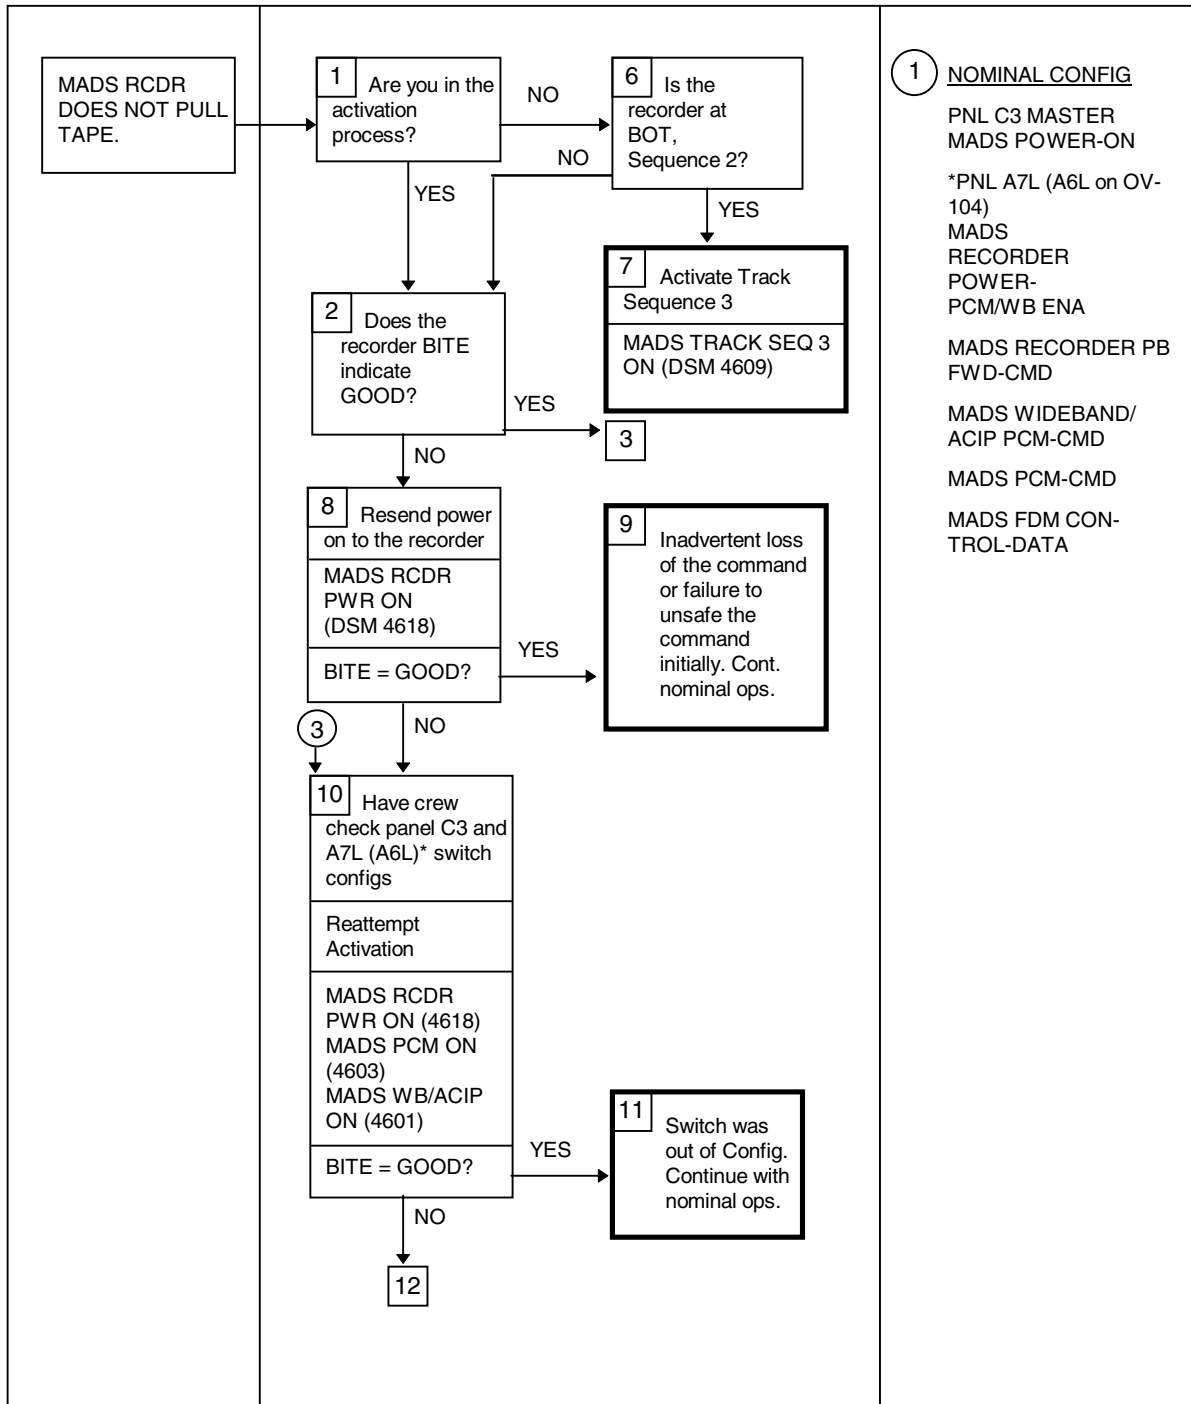 MADS RCDR
DOES NOT PULL
TAPE.
1
Are you in the
activation
process?
NO
YES
6
Is the
recorder at
BOT,
Sequence 2?
NO
YES
7
Activate Track
Sequence 3
MADS TRACK SEQ 3
ON (DSM 4609)
2
Does the
recorder BITE
indicate
GOOD?
YES
3
NO
8
Resend power
on to the recorder
MADS RCDR
PWR ON
(DSM 4618)
BITE = GOOD?
YES
9
Inadvertent loss
of the command
or failure to
unsafe the
command
initially. Cont.
nominal ops.
NO
3
10
Have crew
check panel C3 and
A7L (A6L)* switch
configs
Reattempt
Activation
MADS RCDR
PWR ON (4618)
MADS PCM ON
(4603)
MADS WB/ACIP
ON (4601)
BITE = GOOD?
YES
11
Switch was
out of Config.
Continue with
nominal ops.
NO
12
1
NOMINAL CONFIG
PNL C3 MASTER
MADS POWER-ON
*PNL A7L (A6L on OV-
104)
MADS
RECORDER
POWER-
PCM/WB ENA
MADS RECORDER PB
FWD-CMD
MADS WIDEBAND/
ACIP PCM-CMD
MADS PCM-CMD
MADS FDM CON-
TROL-DATA